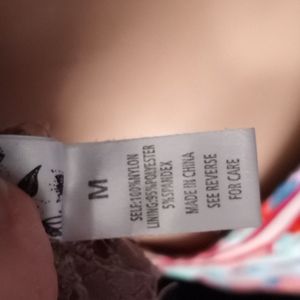 M
SELF:100%NYLON
LINING:95%POLYESTER
5%SPANDEX
MADE IN CHINA
SEE REVERSE
FOR CARE